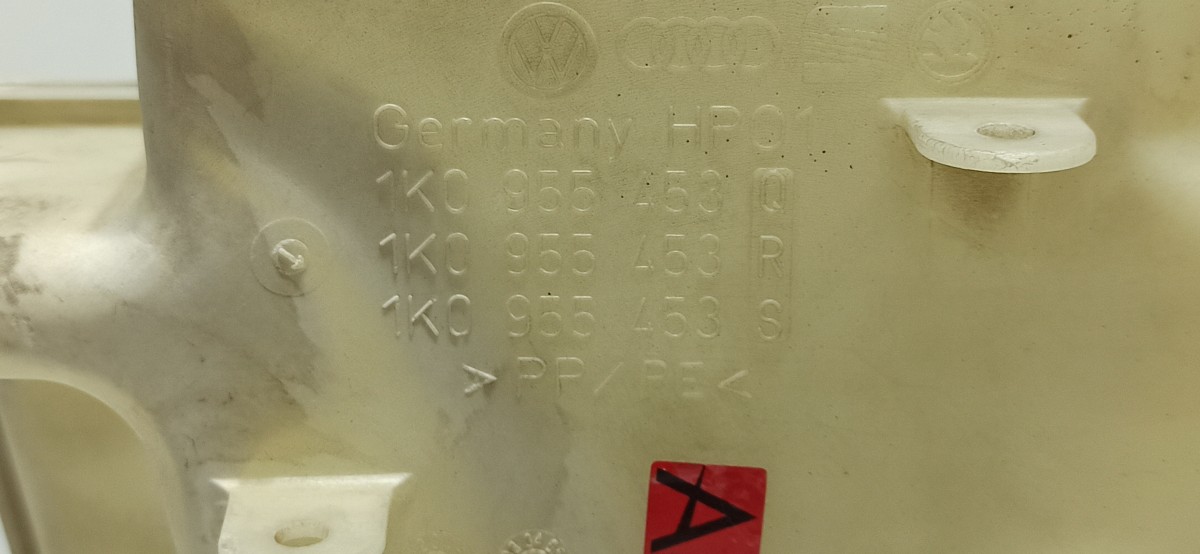 Germany HP01
1K0 955 453 Q
1K0 955 453 R
1K0 955 453 S
>PP/PE<
A